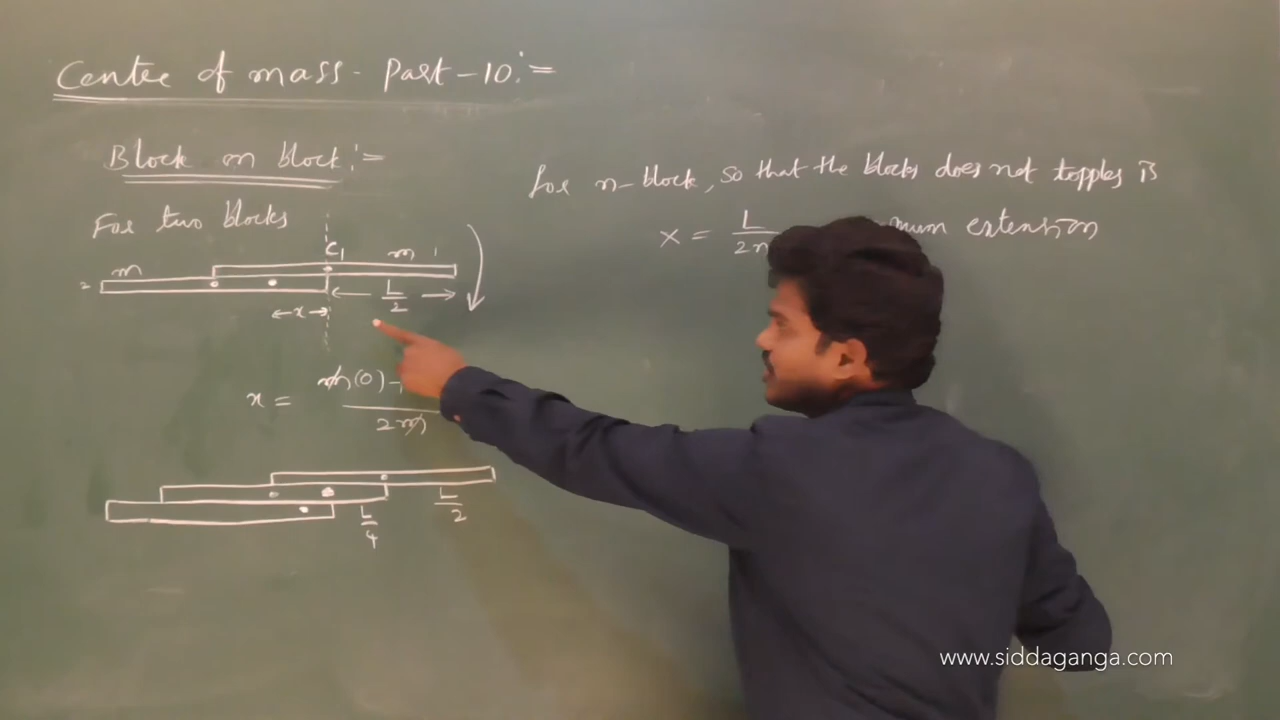 Centre of mass - Part-10:=
Block on block:=
For two blocks
C1
m
m
x
L/2
x =
m(0)
2m
L/4
L/2
for n-block, so that the blocks does not topples is
x = L/2n
extension
www.siddaganga.com